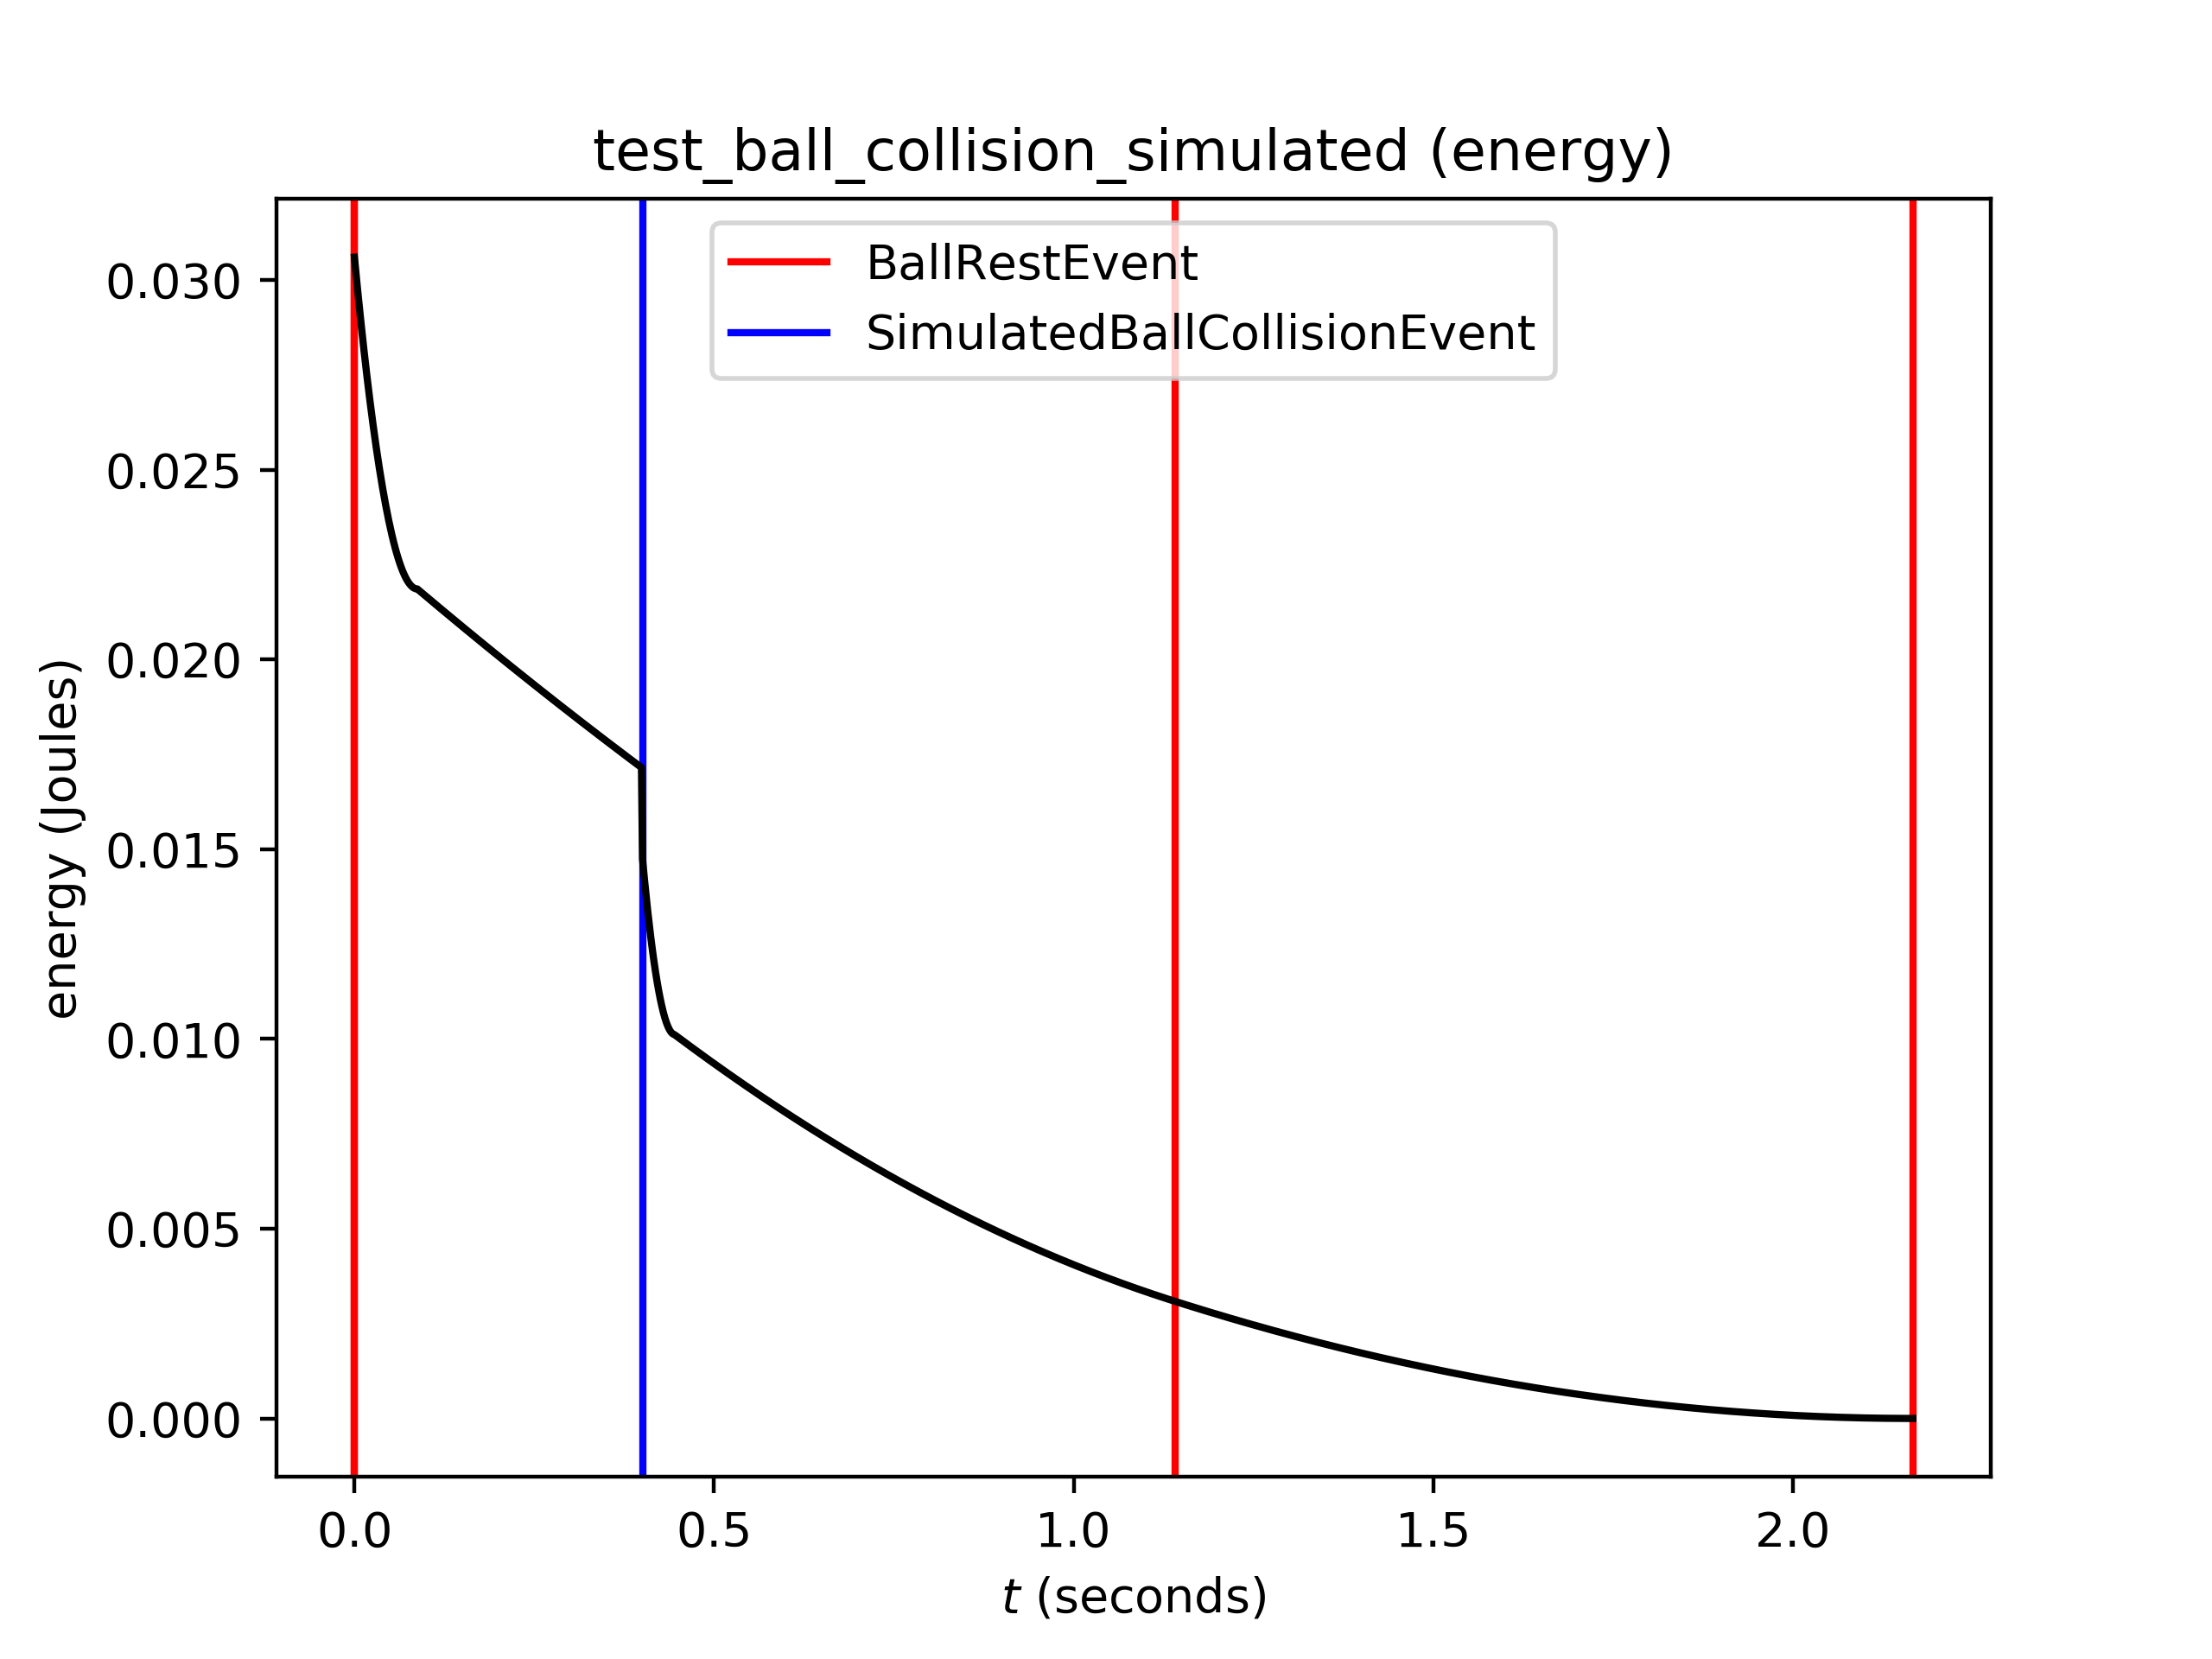 test_ball_collision_simulated (energy)
BallRestEvent
SimulatedBallCollisionEvent
energy (Joules)
0.030
0.025
0.020
0.015
0.010
0.005
0.000
0.0 0.5 1.0 1.5 2.0
t (seconds)